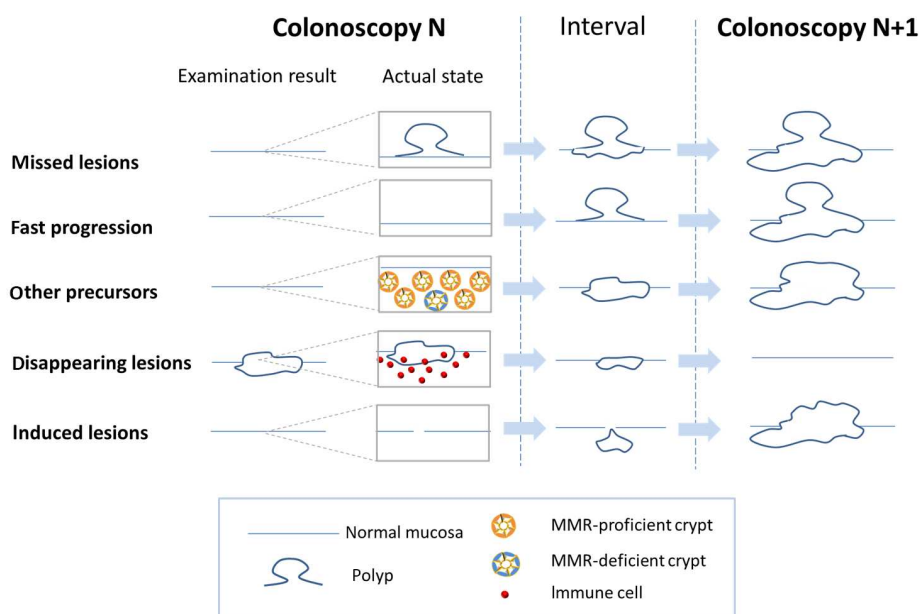 Colonoscopy N
Interval
Colonoscopy N+1
Examination result
Actual state
Missed lesions
Fast progression
Other precursors
Disappearing lesions
Induced lesions
Normal mucosa
MMR-proficient crypt
Polyp
MMR-deficient crypt
Immune cell